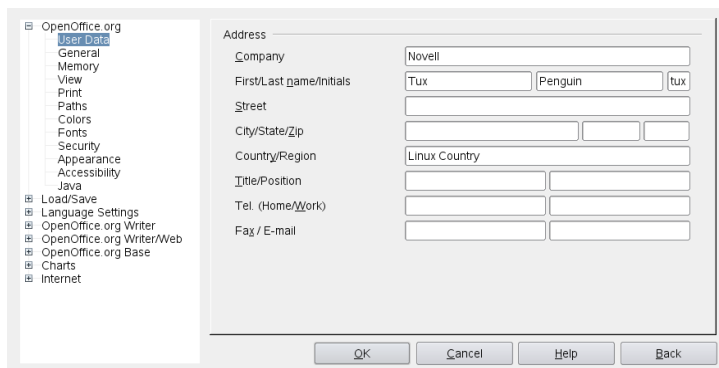 OpenOffice.org
User Data
General
Memory
View
Print
Paths
Colors
Fonts
Security
Appearance
Accessibility
Java
Load/Save
Language Settings
OpenOffice.org Writer
OpenOffice.org Writer/Web
OpenOffice.org Base
Charts
Internet
Address
Company Novell
First/Last name/Initials Tux Penguin tux
Street
City/State/Zip
Country/Region Linux Country
Title/Position
Tel. (Home/Work)
Fax / E-mail
OK Cancel Help Back